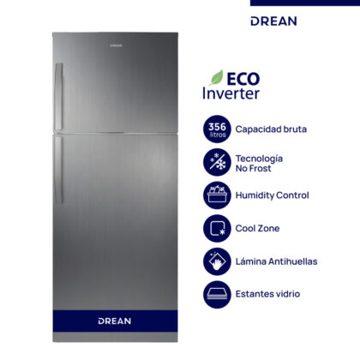 DREAN
ECO
Inverter
356
litros
Capacidad bruta
Tecnología
No Frost
Humidity Control
Cool Zone
Lámina Antihuellas
Estantes vidrio
DREAN